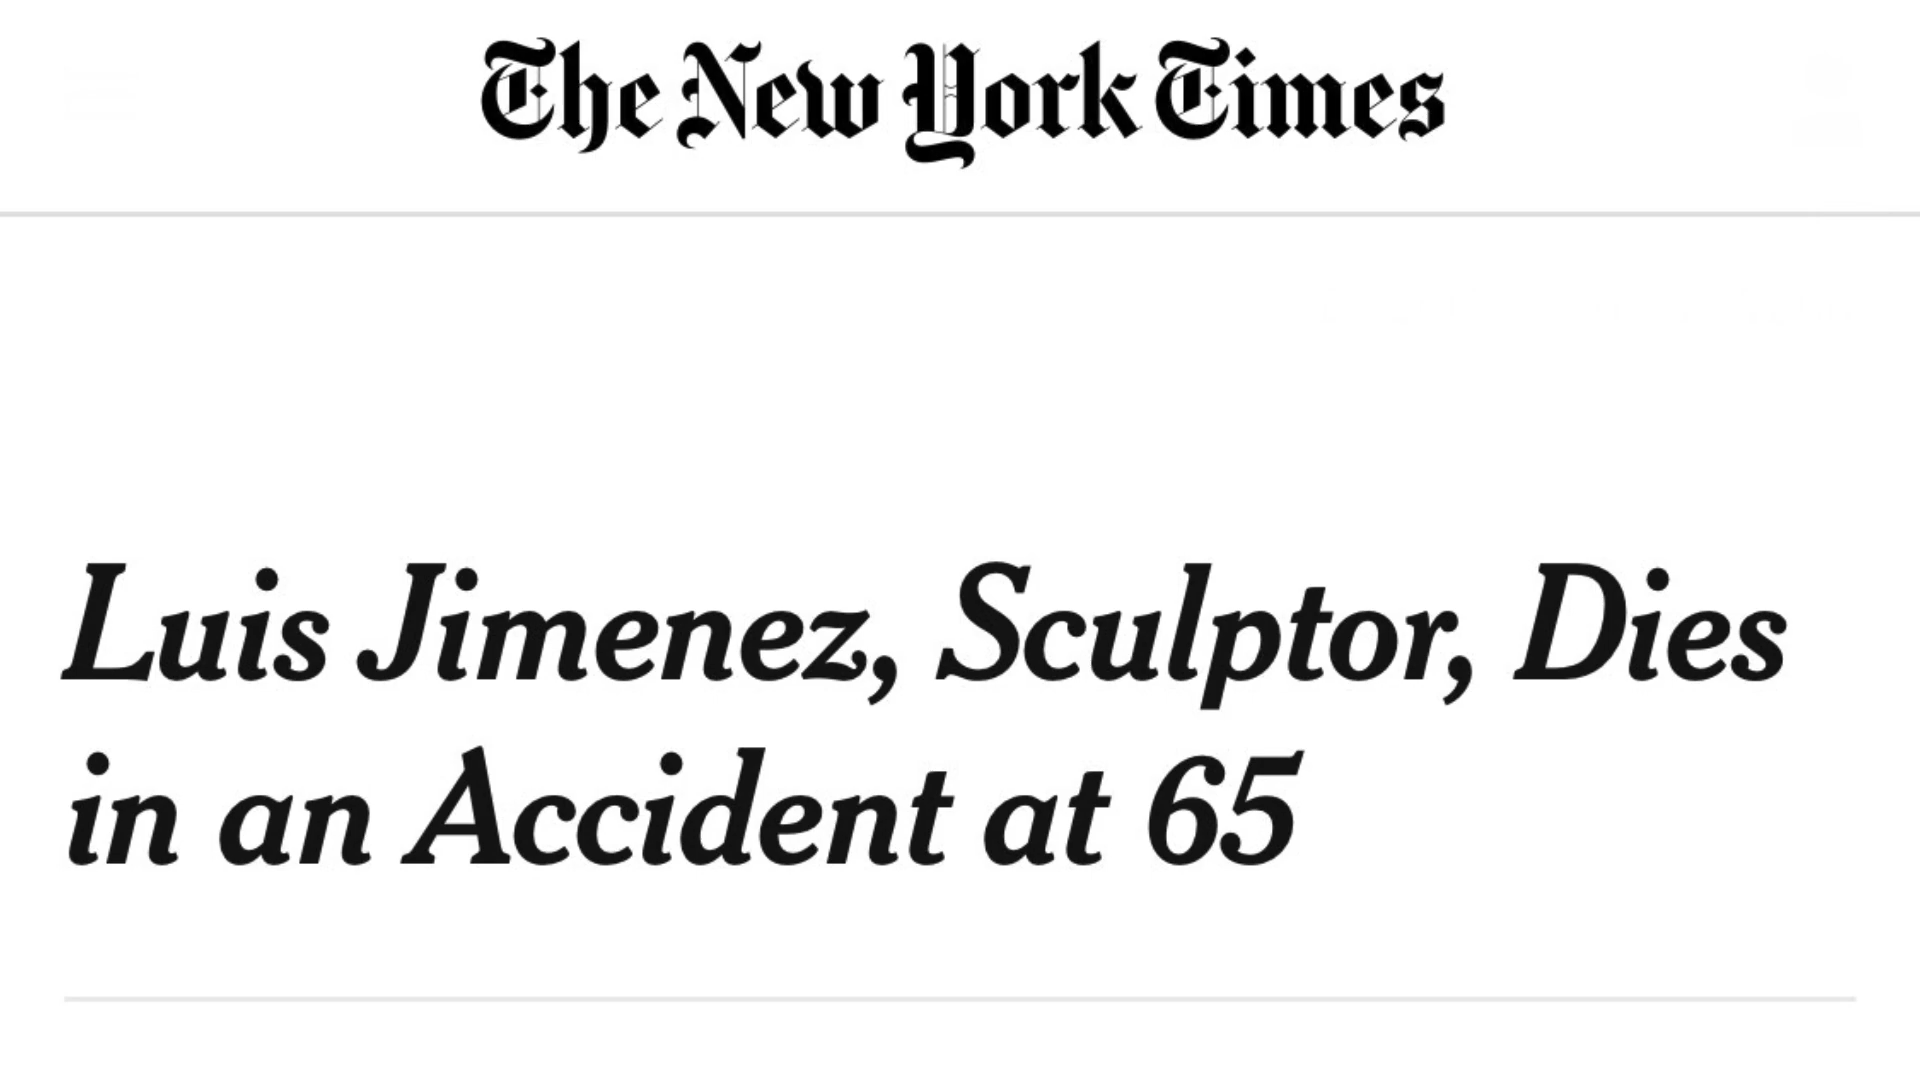 The New York Times
Luis Jimenez, Sculptor, Dies
in an Accident at 65